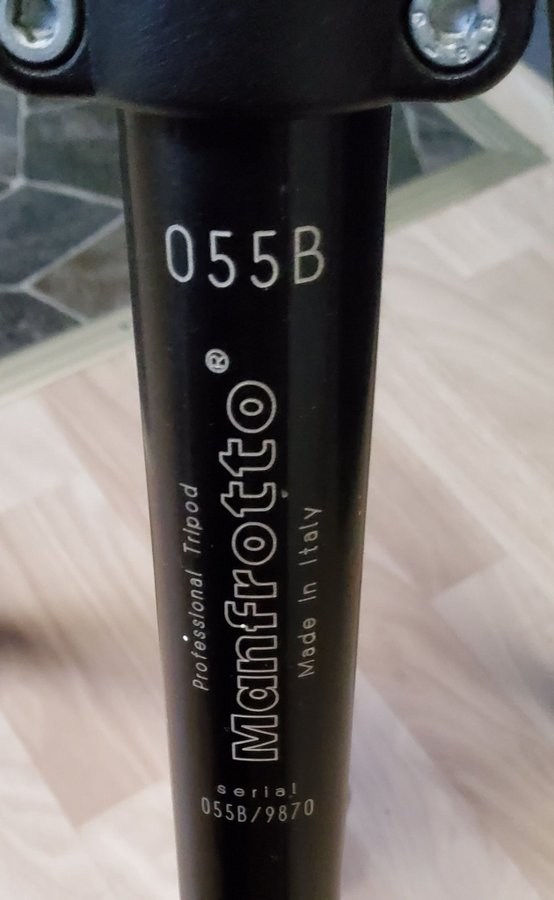 055B
Professional Tripod
Manfrotto®
Made in Italy
serial
055B/9870